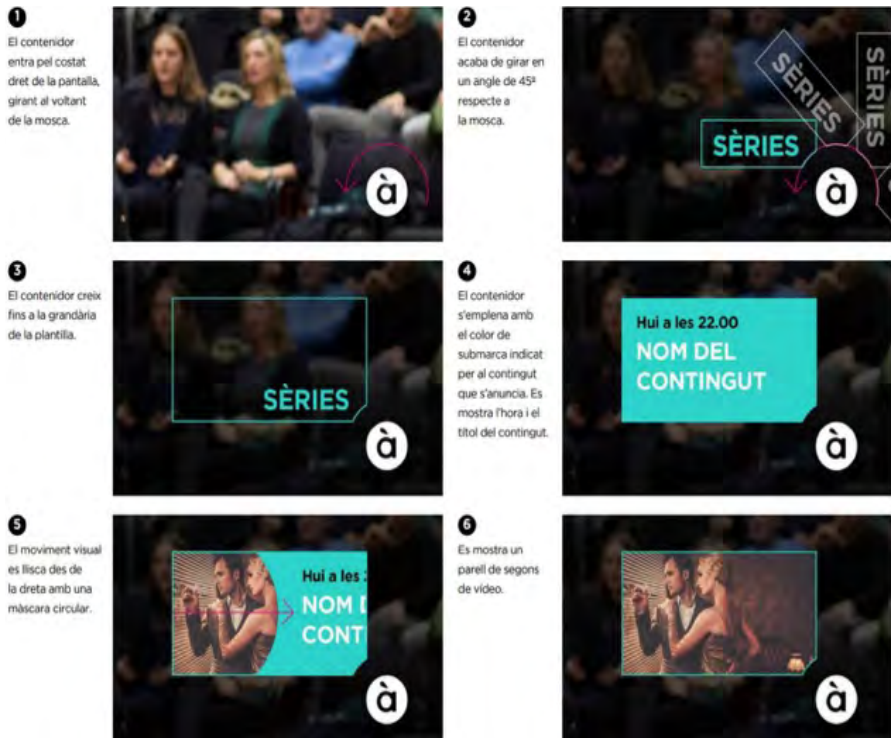 1
El contenidor
entra pel costat
dret de la pantalla,
girant al voltant
de la mosca.
à
2
El contenidor
acaba de girar en
un angle de 45º
respecte a
la mosca.
SÈRIES
SÈRIES
SÈRIES
à
3
El contenidor creix
fins a la grandària
de la plantilla.
SÈRIES
à
4
El contenidor
s'emplena amb
el color de
submarca indicat
per al contingut
que s'anuncia. Es
mostra l'hora i el
títol del contingut.
Hui a les 22.00
NOM DEL
CONTINGUT
à
5
El moviment visual
es llisca des de
la dreta amb una
màscara circular.
Hui a les
NOM
CONT
à
6
Es mostra un
parell de segons
de vídeo.
à